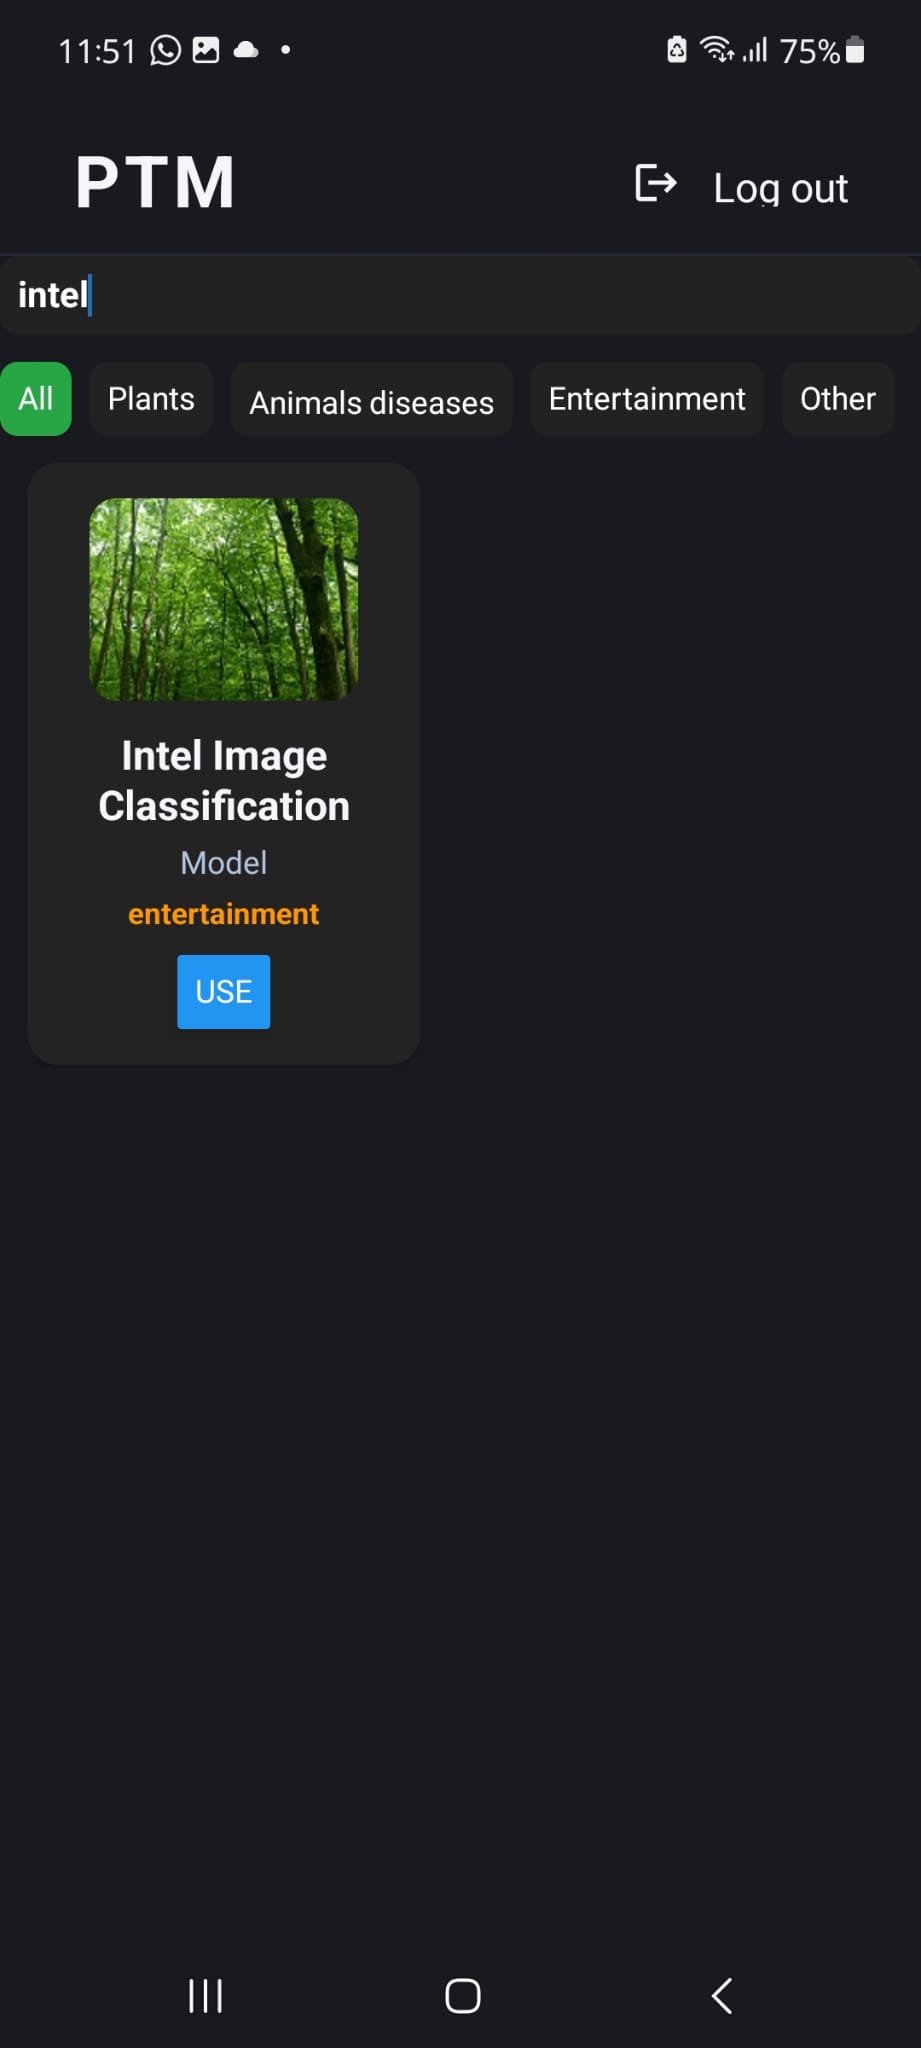 11:51
75%
PTM
Log out
intel
All
Plants
Animals diseases
Entertainment
Other
Intel Image
Classification
Model
entertainment
USE